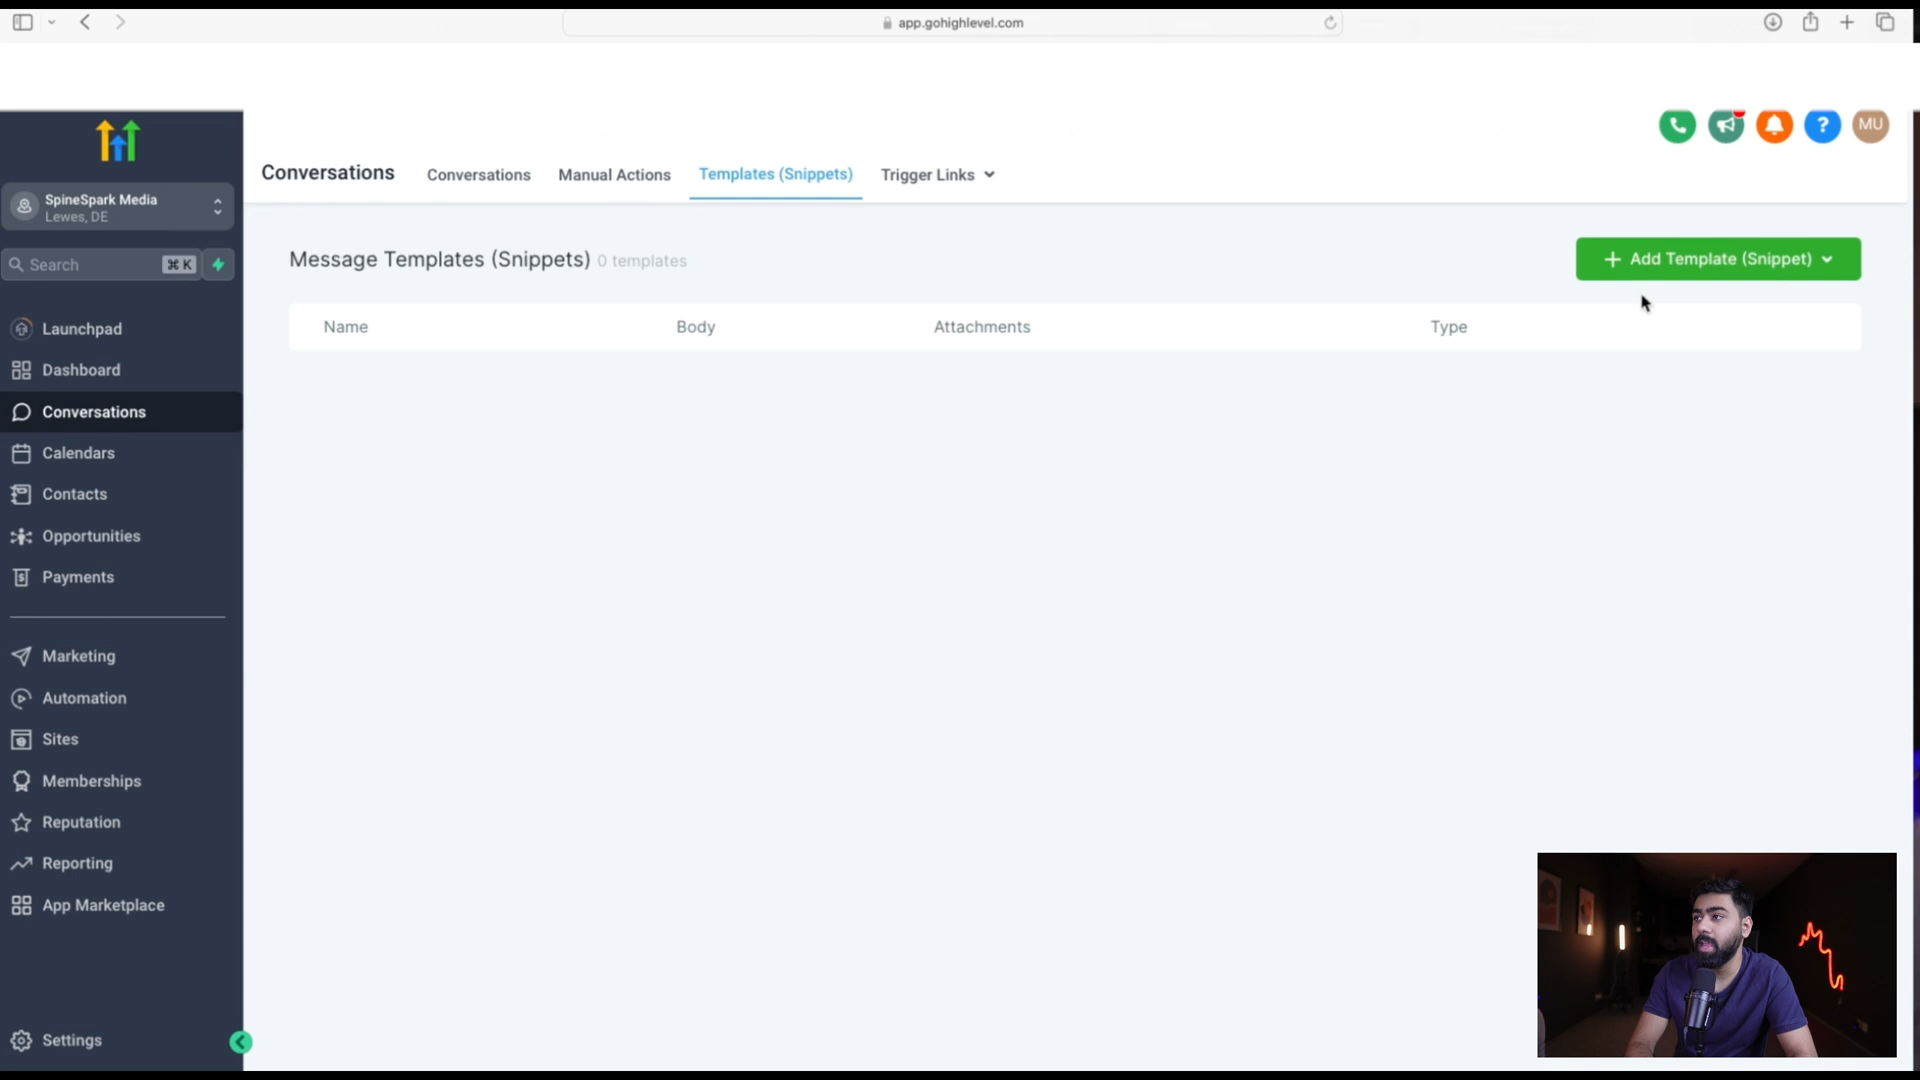 app.gohighlevel.com
MU
SpineSpark Media
Lewes, DE
Search ⌘ K
Launchpad
Dashboard
Conversations
Calendars
Contacts
Opportunities
Payments
Marketing
Automation
Sites
Memberships
Reputation
Reporting
App Marketplace
Settings
Conversations Conversations Manual Actions Templates (Snippets) Trigger Links
Message Templates (Snippets) 0 templates
+ Add Template (Snippet)
Name Body Attachments Type